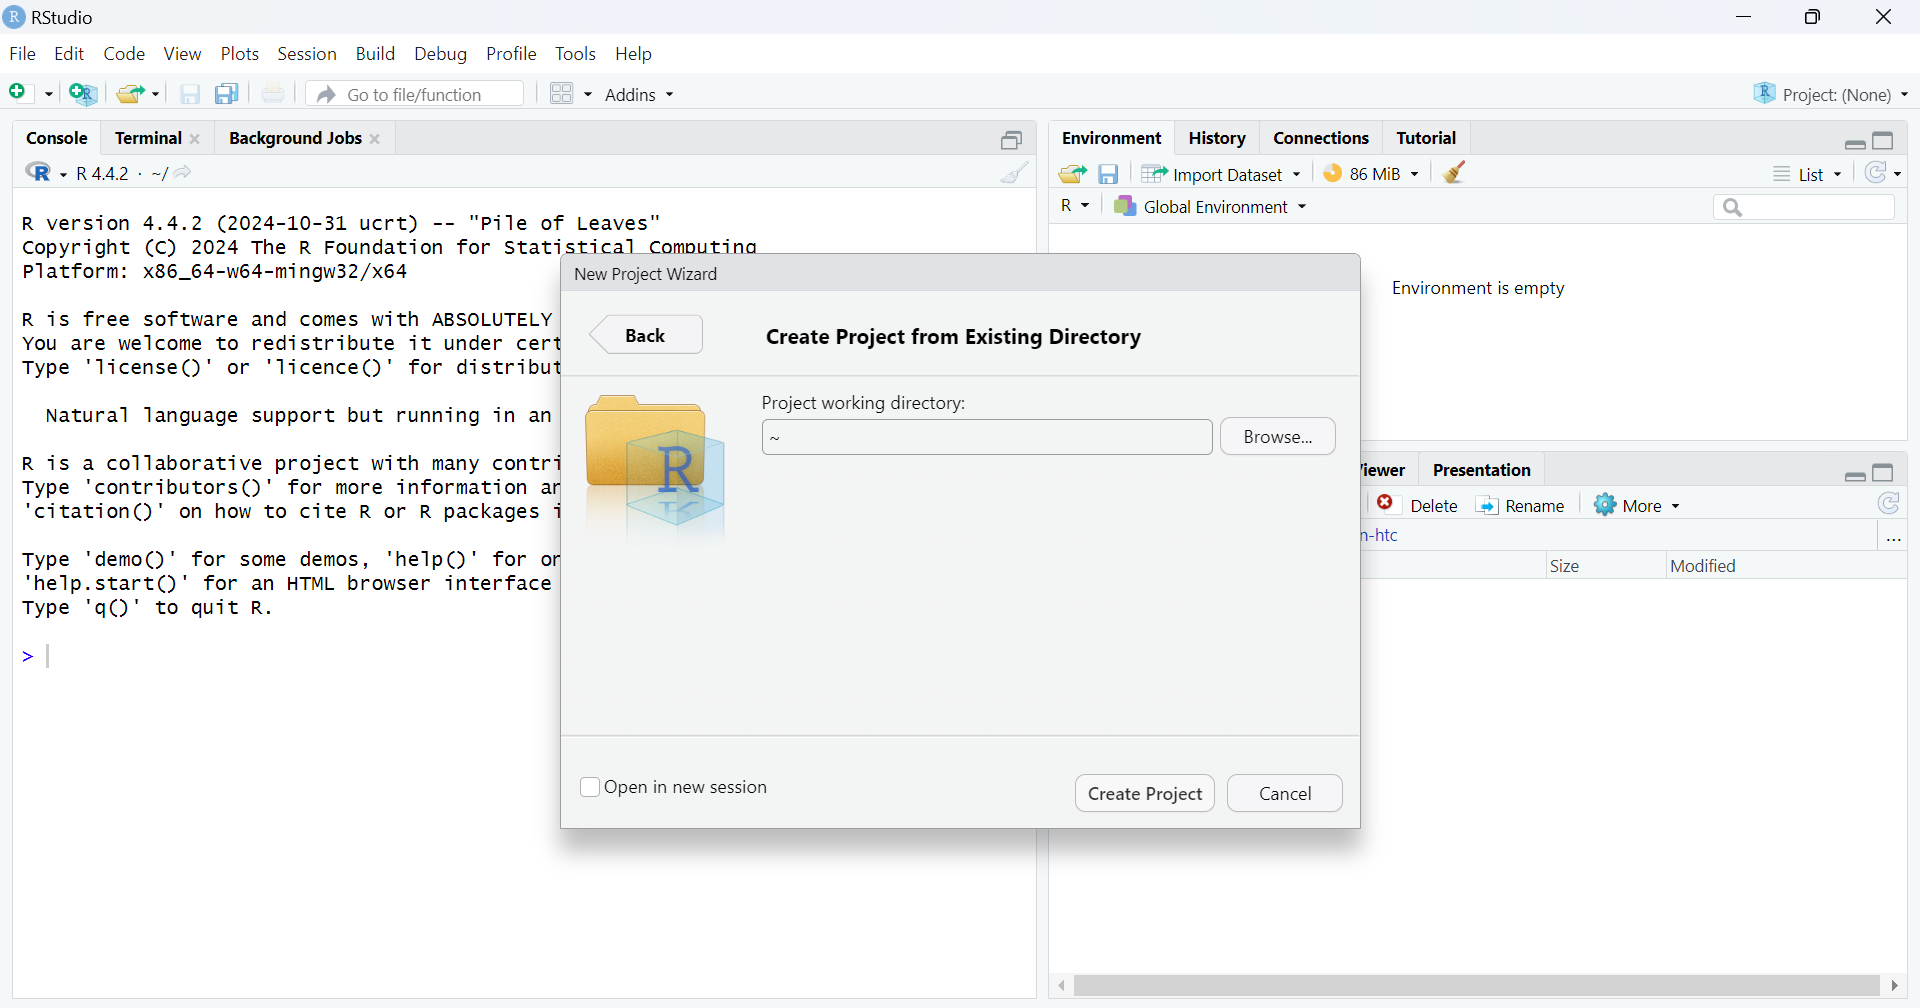 RStudio
File Edit Code View Plots Session Build Debug Profile Tools Help
Go to file/function Addins Project: (None)
Console Terminal Background Jobs
R 4.4.2 · ~/
R version 4.4.2 (2024-10-31 ucrt) -- "Pile of Leaves"
Copyright (C) 2024 The R Foundation for Statistical Computing
Platform: x86_64-w64-mingw32/x64
R is free software and comes with ABSOLUTELY
You are welcome to redistribute it under cert
Type 'license()' or 'licence()' for distribut
Natural language support but running in an
R is a collaborative project with many contri
Type 'contributors()' for more information an
'citation()' on how to cite R or R packages i
Type 'demo()' for some demos, 'help()' for on
'help.start()' for an HTML browser interface
Type 'q()' to quit R.
>
New Project Wizard
Back
Create Project from Existing Directory
Project working directory:
~
Browse...
Open in new session
Create Project
Cancel
Environment History Connections Tutorial
Import Dataset 86 MiB List
R Global Environment
Environment is empty
iewer Presentation
Delete Rename More
n-htc ...
Size Modified